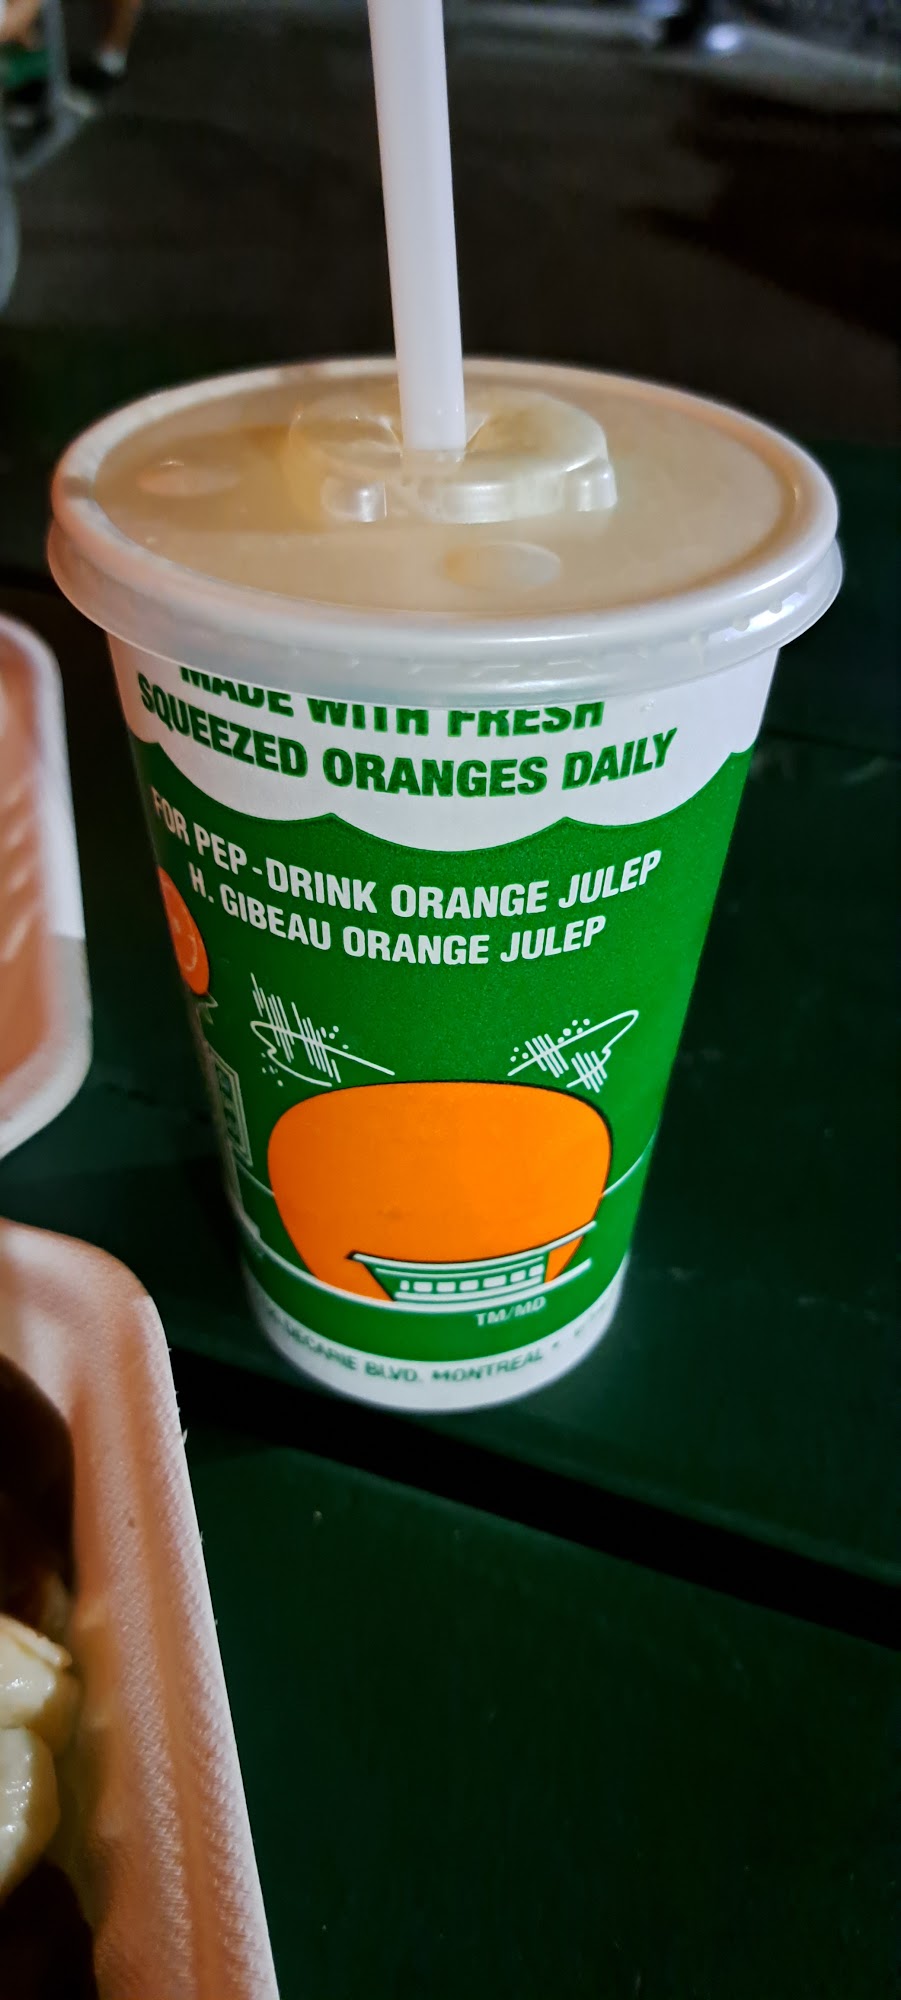 MADE WITH FRESH
SQUEEZED ORANGES DAILY
FOR PEP-DRINK ORANGE JULEP
H. GIBEAU ORANGE JULEP
TM/MD
DECARIE BLVD. MONTREAL •